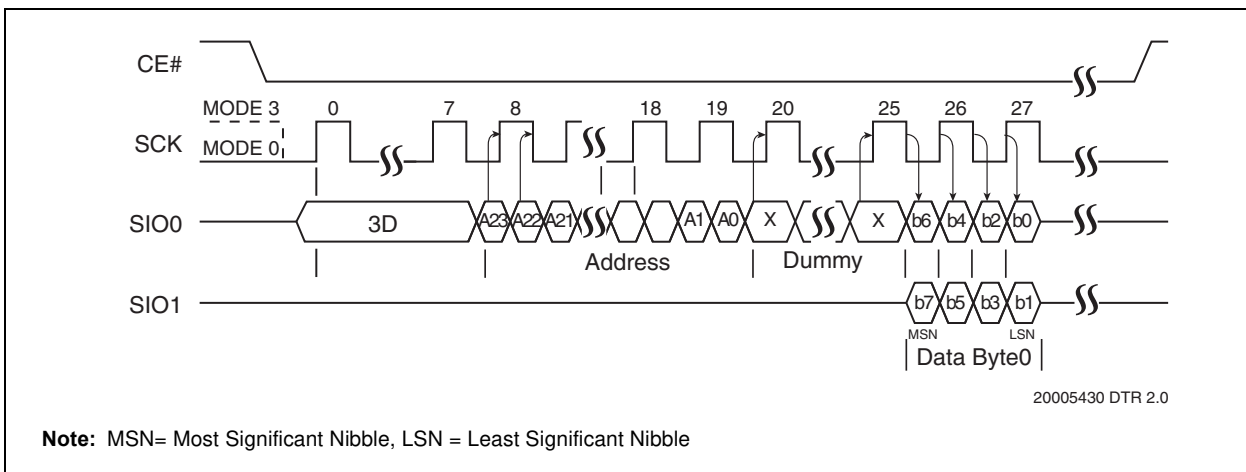 CE#
MODE 3 0 7 8 18 19 20 25 26 27
SCK
MODE 0
SIO0 3D A23 A22 A21 A1 A0 X X b6 b4 b2 b0
Address Dummy
SIO1 b7 b5 b3 b1
MSN LSN
Data Byte0
20005430 DTR 2.0
Note: MSN= Most Significant Nibble, LSN = Least Significant Nibble